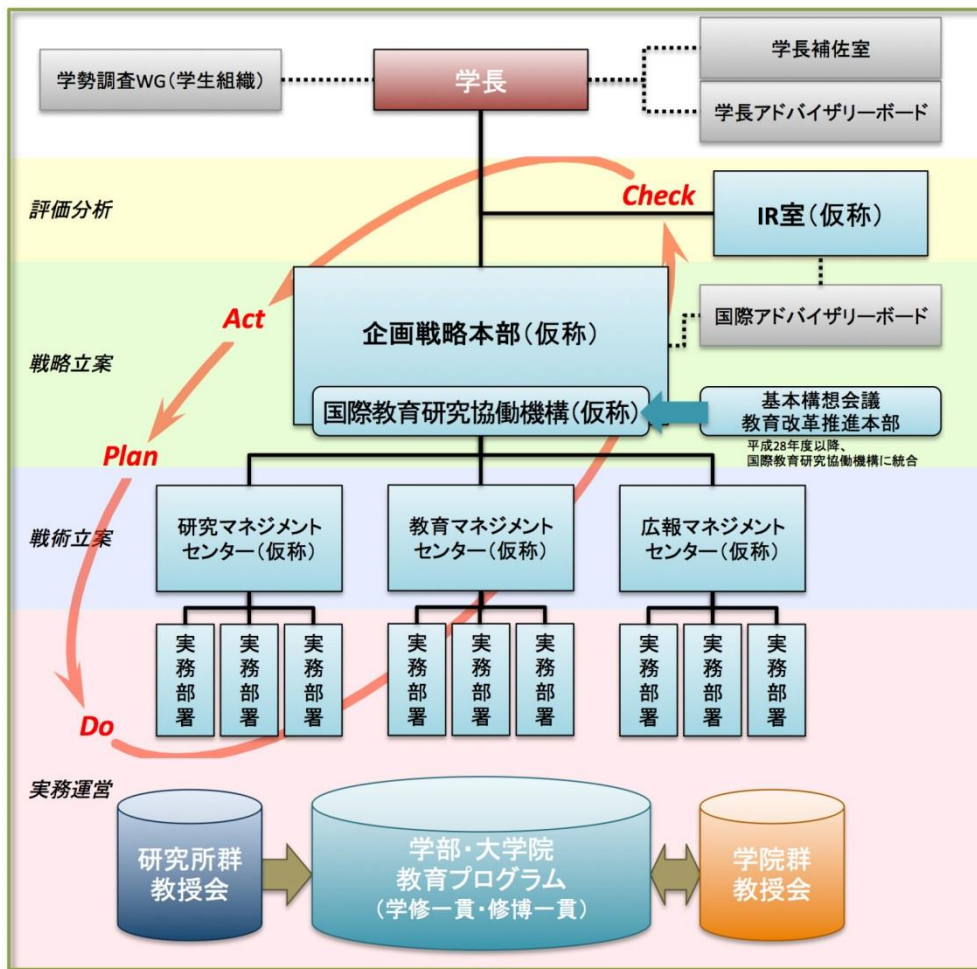 学勢調査WG（学生組織）
学長
学長補佐室
学長アドバイザリーボード
評価分析
Check
IR室（仮称）
戦略立案
Act
企画戦略本部（仮称）
国際アドバイザリーボード
国際教育研究協働機構（仮称）
基本構想会議
教育改革推進本部
平成28年度以降、
国際教育研究協働機構に統合
Plan
戦術立案
研究マネジメント
センター（仮称）
教育マネジメント
センター（仮称）
広報マネジメント
センター（仮称）
実務部署
実務部署
実務部署
実務部署
実務部署
実務部署
実務部署
実務部署
実務部署
Do
実務運営
研究所群
教授会
学部・大学院
教育プログラム
（学修一貫・修博一貫）
学院群
教授会